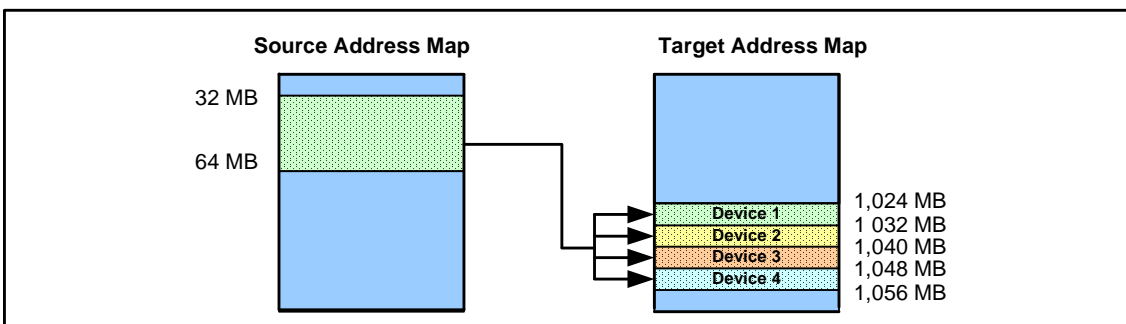 Source Address Map
Target Address Map
32 MB
64 MB
Device 1
Device 2
Device 3
Device 4
1,024 MB
1 032 MB
1,040 MB
1,048 MB
1,056 MB